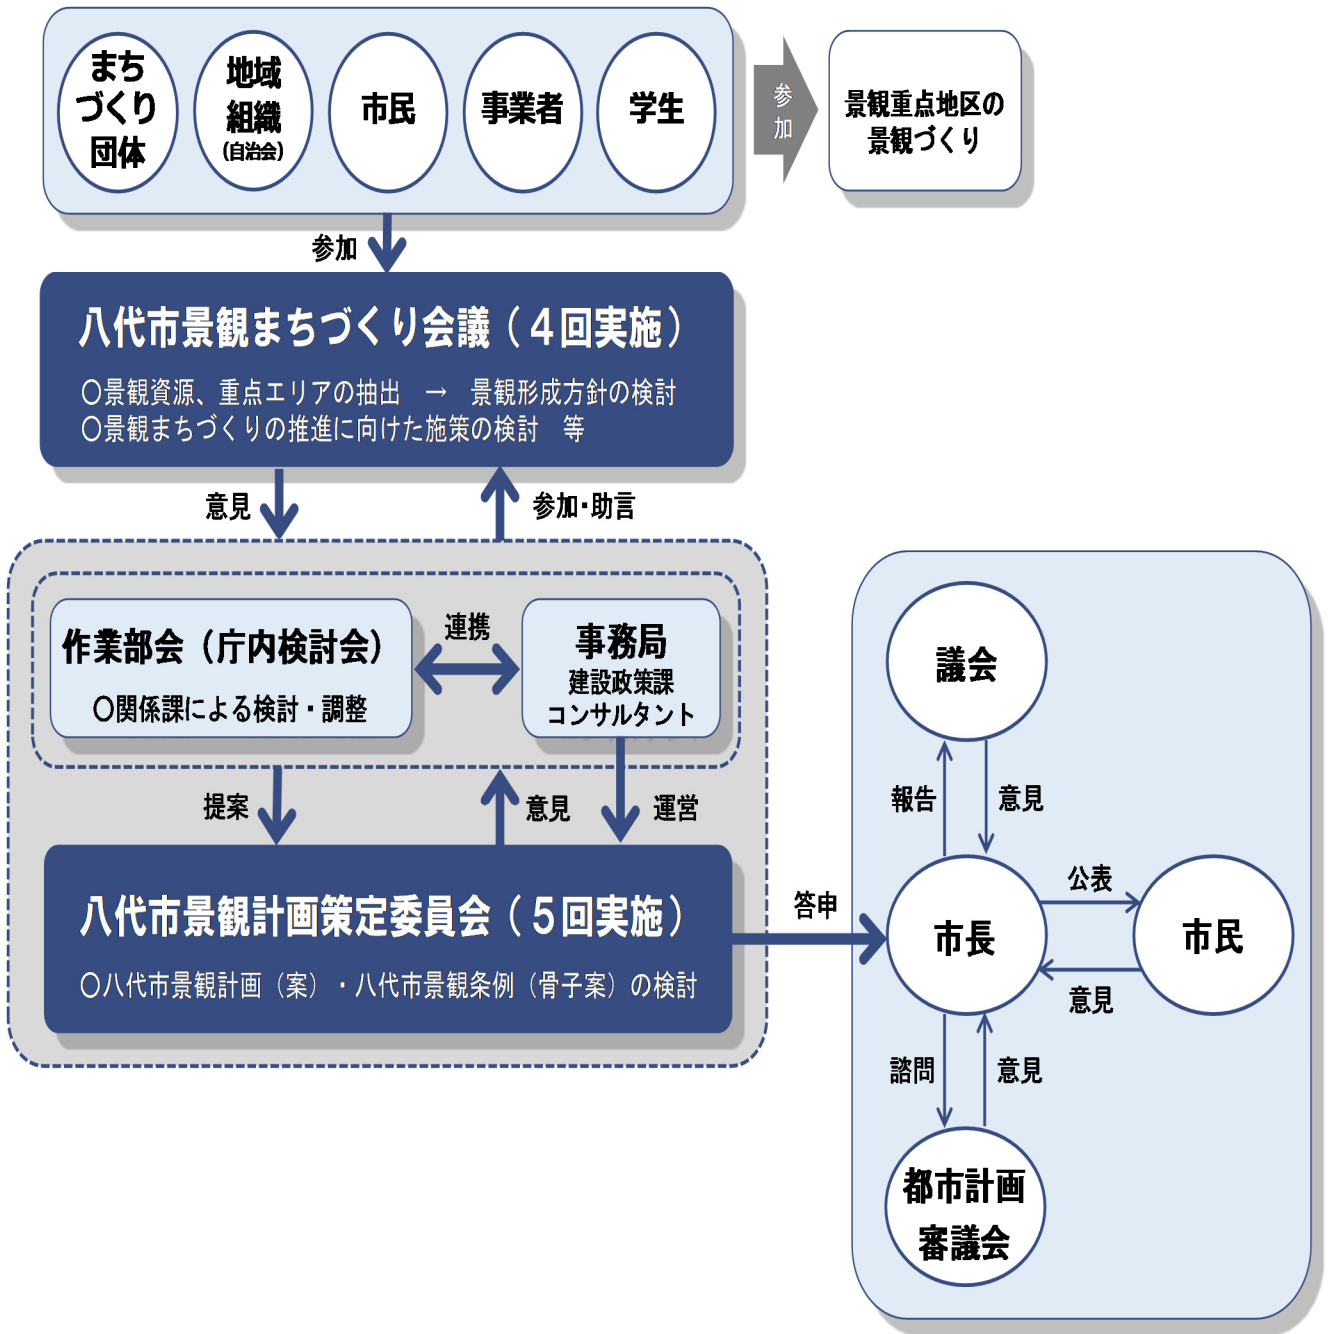 まち
づくり
団体
地域
組織
(自治会)
市民
事業者
学生
参
加
景観重点地区の
景観づくり
参加
八代市景観まちづくり会議（４回実施）
○景観資源、重点エリアの抽出　→　景観形成方針の検討
○景観まちづくりの推進に向けた施策の検討　等
意見
参加・助言
作業部会（庁内検討会）
○関係課による検討・調整
連携
事務局
建設政策課
コンサルタント
提案
意見
運営
八代市景観計画策定委員会（５回実施）
○八代市景観計画（案）・八代市景観条例（骨子案）の検討
答申
議会
報告
意見
市長
公表
市民
意見
諮問
意見
都市計画
審議会